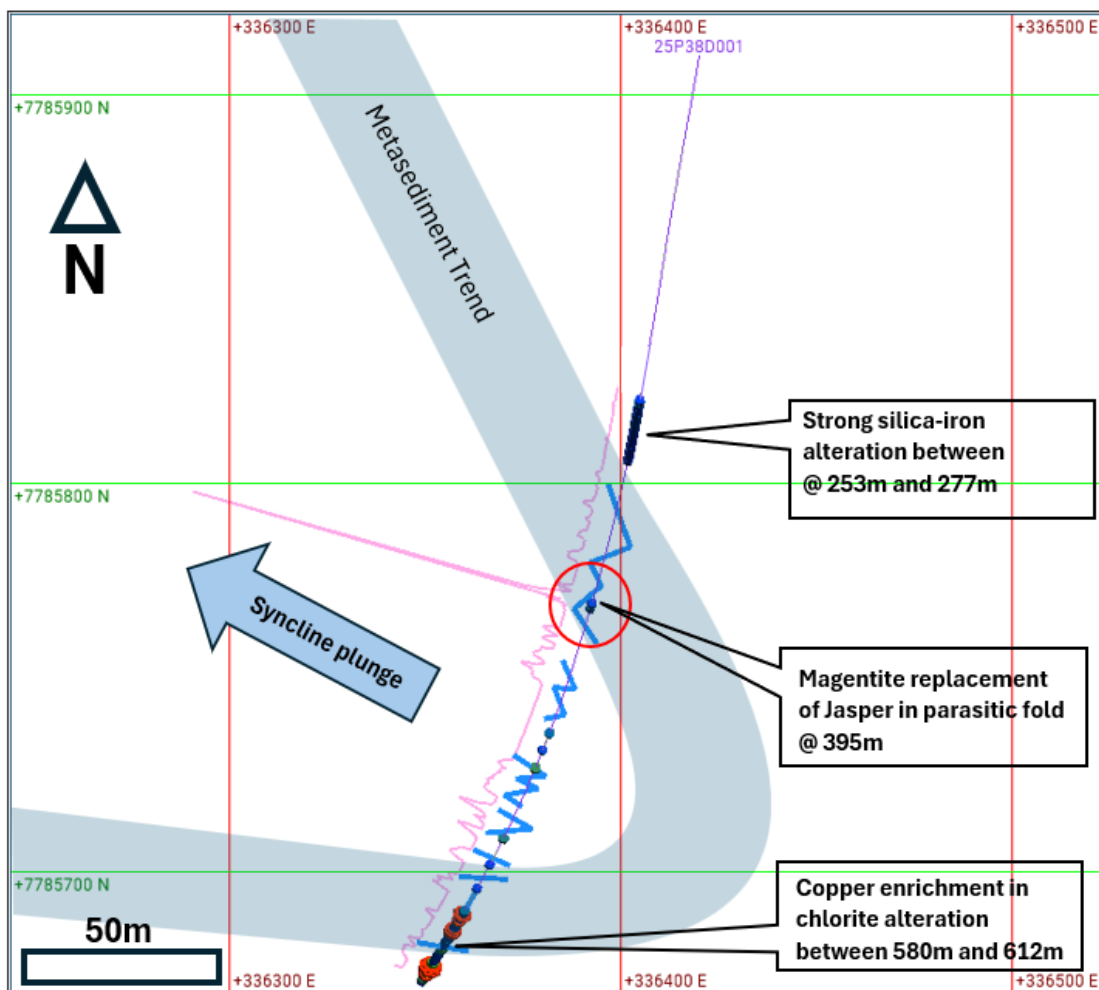 +336300 E
+336400 E
+336500 E
25P38D001
+7785900 N
Metasediment Trend
N
Strong silica-iron
alteration between
@ 253m and 277m
+7785800 N
Syncline plunge
Magentite replacement
of Jasper in parasitic fold
@ 395m
+7785700 N
Copper enrichment in
chlorite alteration
between 580m and 612m
50m
+336300 E
+336400 E
+336500 E